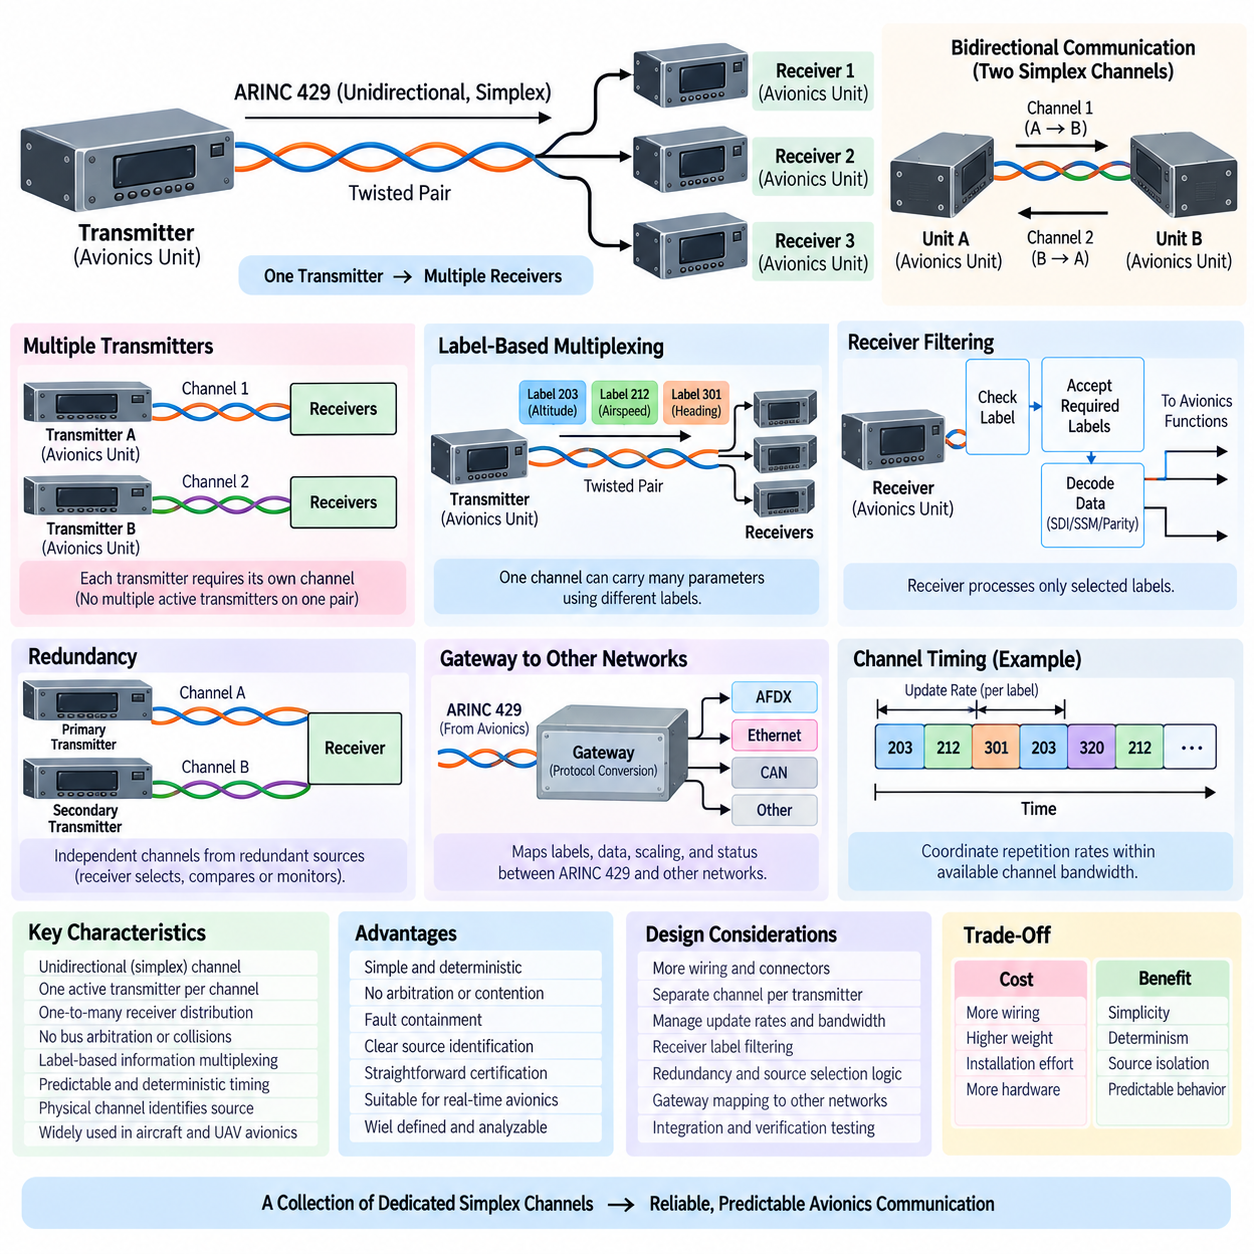 ARINC 429 (Unidirectional, Simplex)
Twisted Pair
Transmitter
(Avionics Unit)
One Transmitter → Multiple Receivers
Receiver 1
(Avionics Unit)
Receiver 2
(Avionics Unit)
Receiver 3
(Avionics Unit)
Bidirectional Communication
(Two Simplex Channels)
Channel 1
(A → B)
Unit A
(Avionics Unit)
Channel 2
(B → A)
Unit B
(Avionics Unit)
Multiple Transmitters
Channel 1
Receivers
Transmitter A
(Avionics Unit)
Channel 2
Receivers
Transmitter B
(Avionics Unit)
Each transmitter requires its own channel
(No multiple active transmitters on one pair)
Label-Based Multiplexing
Label 203
(Altitude)
Label 212
(Airspeed)
Label 301
(Heading)
Twisted Pair
Transmitter
(Avionics Unit)
Receivers
One channel can carry many parameters
using different labels.
Receiver Filtering
Check
Label
Accept
Required
Labels
To Avionics
Functions
Receiver
(Avionics Unit)
Decode
Data
(SDI/SSM/Parity)
Receiver processes only selected labels.
Redundancy
Channel A
Primary
Transmitter
Receiver
Channel B
Secondary
Transmitter
Independent channels from redundant sources
(receiver selects, compares or monitors).
Gateway to Other Networks
ARINC 429
(From Avionics)
Gateway
(Protocol Conversion)
AFDX
Ethernet
CAN
Other
Maps labels, data, scaling, and status
between ARINC 429 and other networks.
Channel Timing (Example)
Update Rate (per label)
203 212 301 203 320 212 ...
Time
Coordinate repetition rates within
available channel bandwidth.
Key Characteristics
Unidirectional (simplex) channel
One active transmitter per channel
One-to-many receiver distribution
No bus arbitration or collisions
Label-based information multiplexing
Predictable and deterministic timing
Physical channel identifies source
Widely used in aircraft and UAV avionics
Advantages
Simple and deterministic
No arbitration or contention
Fault containment
Clear source identification
Straightforward certification
Suitable for real-time avionics
Wiel defined and analyzable
Design Considerations
More wiring and connectors
Separate channel per transmitter
Manage update rates and bandwidth
Receiver label filtering
Redundancy and source selection logic
Gateway mapping to other networks
Integration and verification testing
Trade-Off
Cost
More wiring
Higher weight
Installation effort
More hardware
Benefit
Simplicity
Determinism
Source isolation
Predictable behavior
A Collection of Dedicated Simplex Channels → Reliable, Predictable Avionics Communication